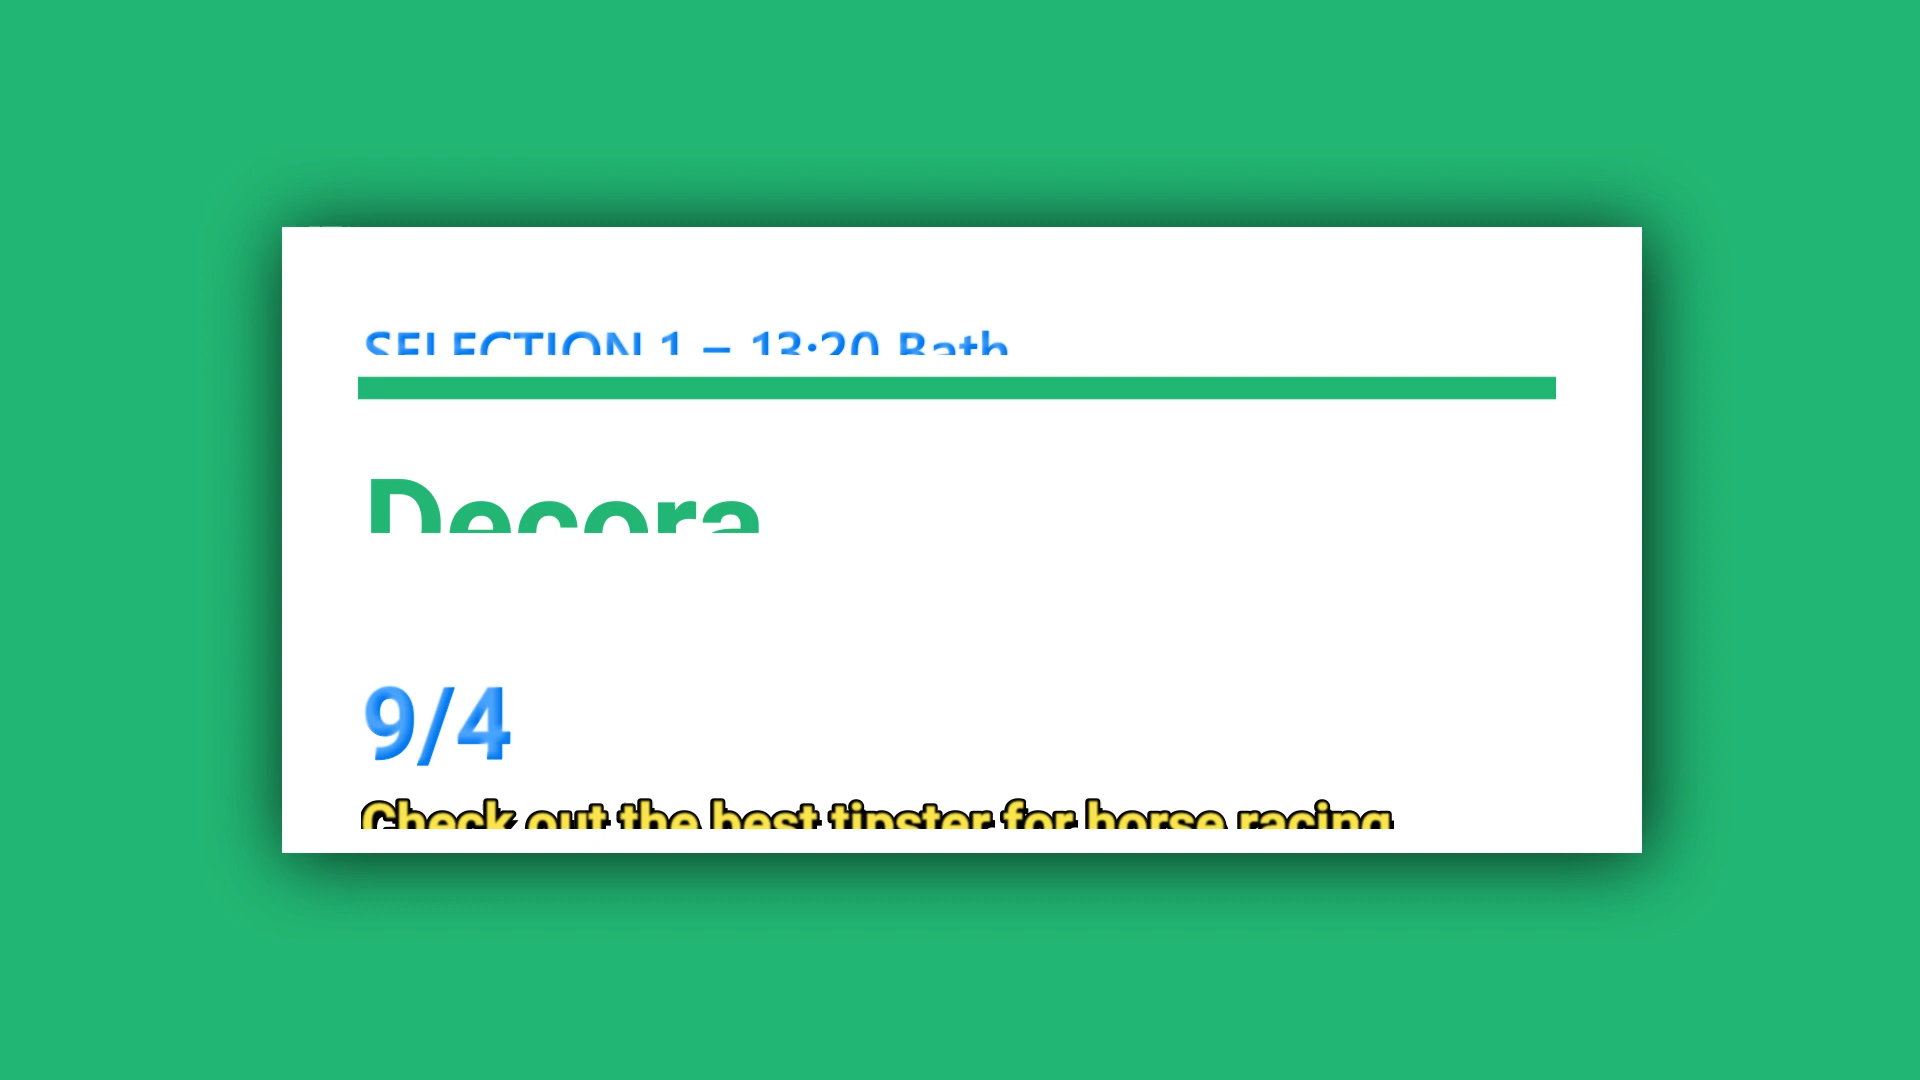 SELECTION 1 – 13:20 Bath
Decora
9/4
Check out the best tipster for horse racing